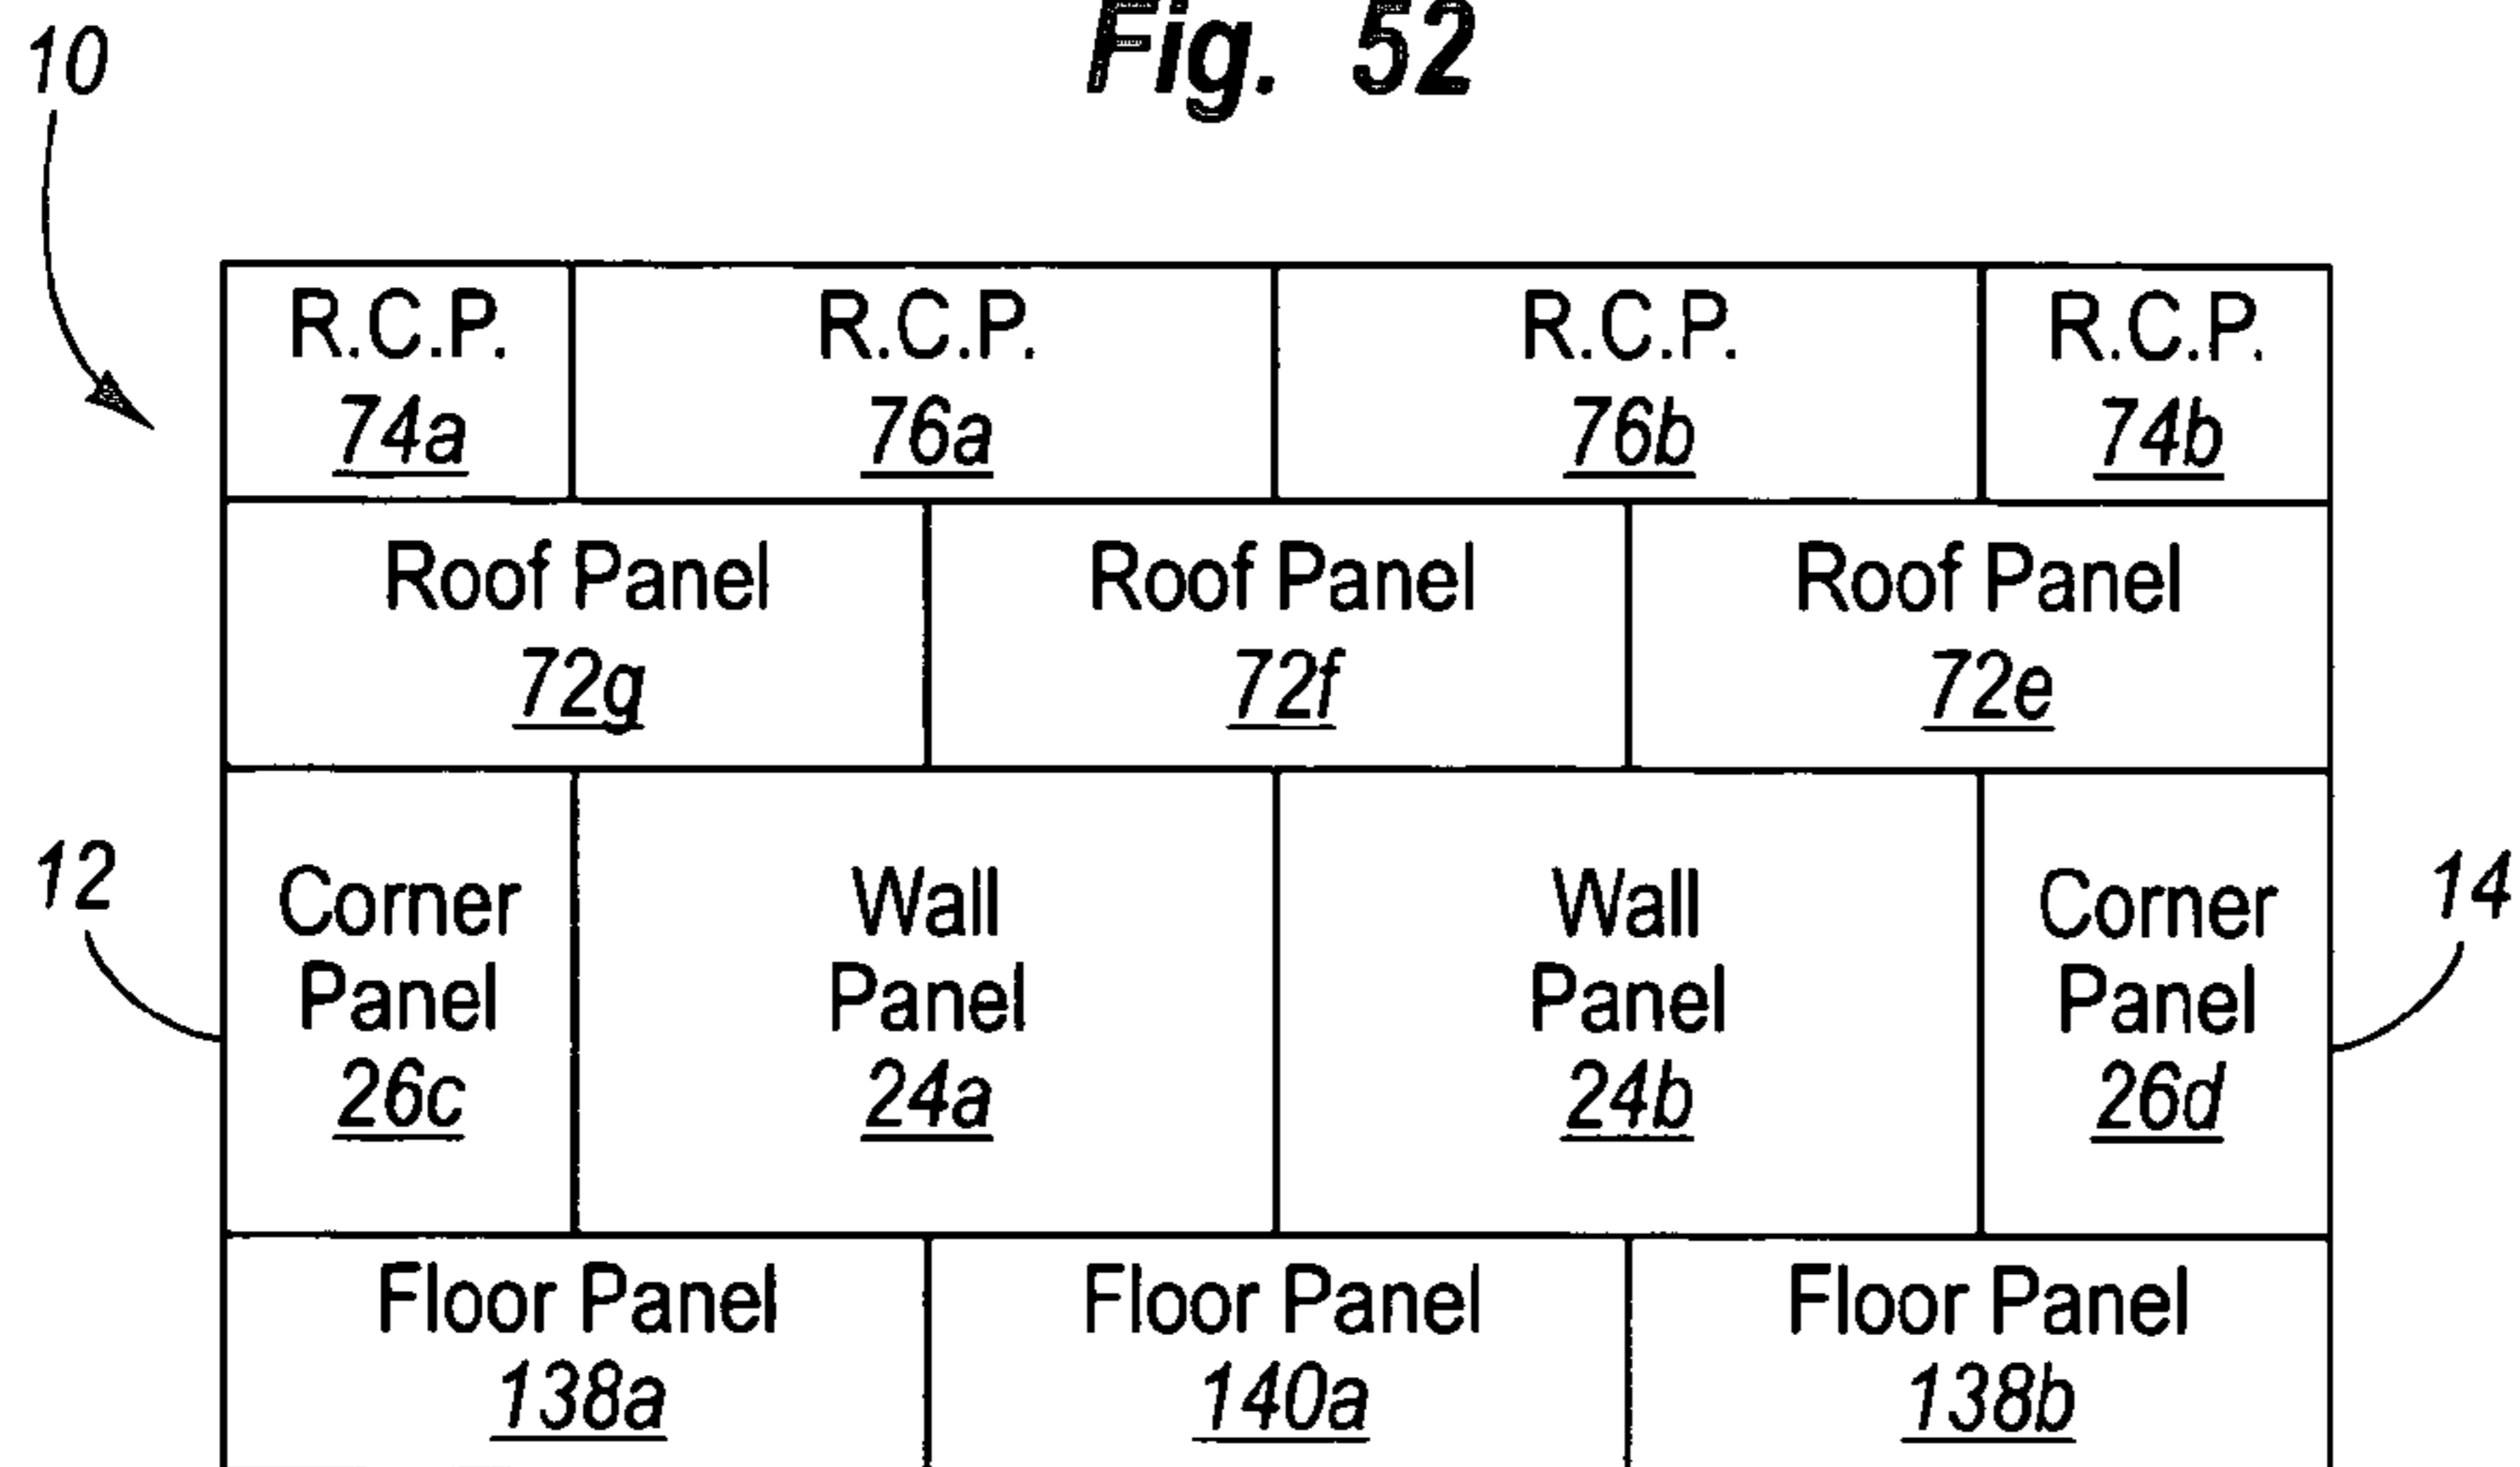 Fig. 52
10
R.C.P. R.C.P. R.C.P. R.C.P.
74a 76a 76b 74b
Roof Panel Roof Panel Roof Panel
72g 72f 72e
12
14
Corner Wall Wall Corner
Panel Panel Panel Panel
26c 24a 24b 26d
Floor Panel Floor Panel Floor Panel
138a 140a 138b